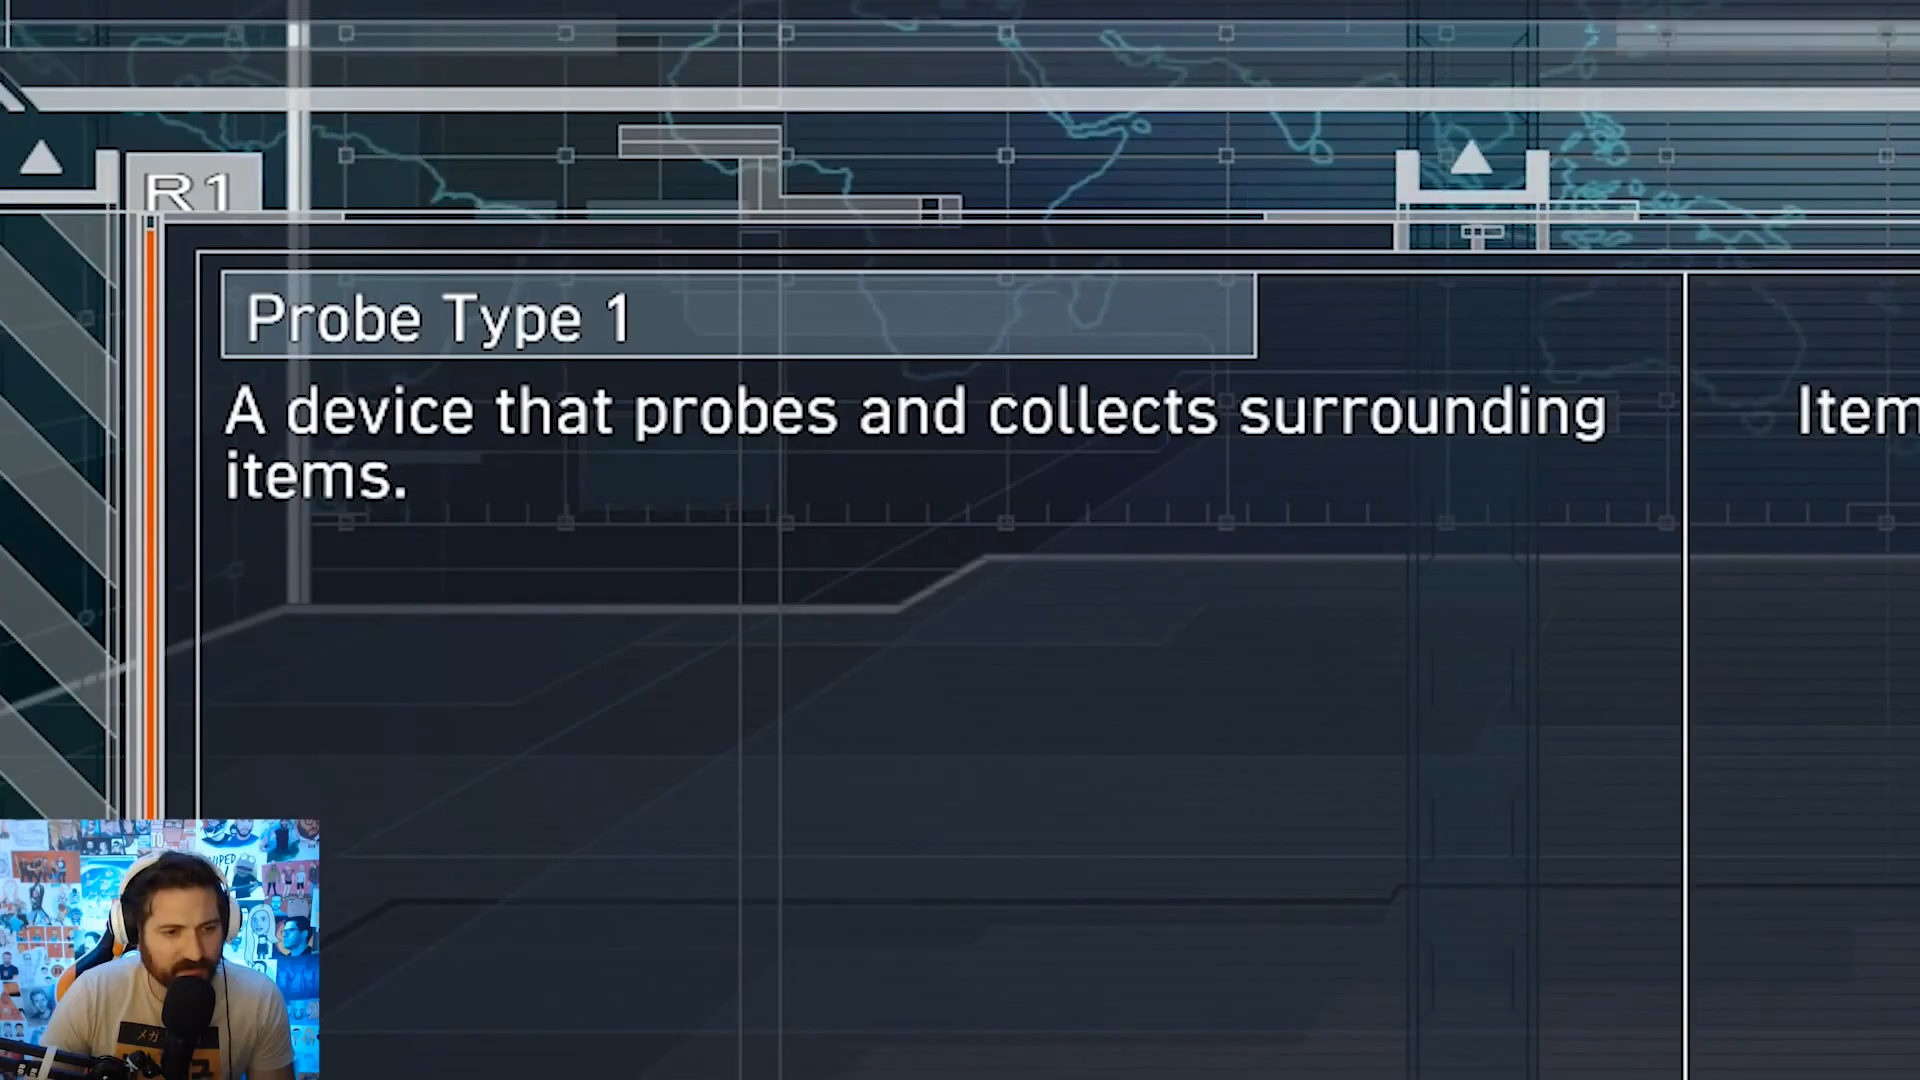 R1
Probe Type 1
A device that probes and collects surrounding
items.
Item